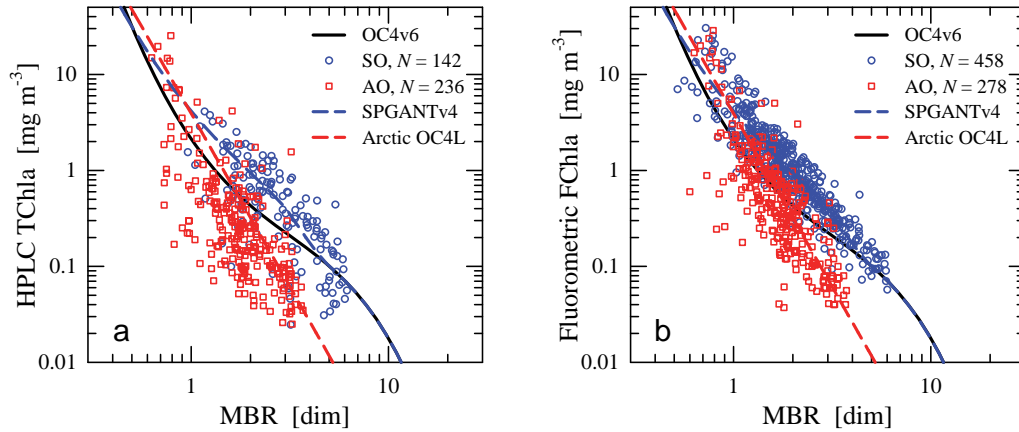 HPLC TChla [mg m⁻³]
10
1
0.1
0.01
OC4v6
SO, N = 142
AO, N = 236
SPGANTv4
Arctic OC4L
a
1
10
MBR [dim]
Fluorometric FChla [mg m⁻³]
10
1
0.1
0.01
OC4v6
SO, N = 458
AO, N = 278
SPGANTv4
Arctic OC4L
b
1
10
MBR [dim]